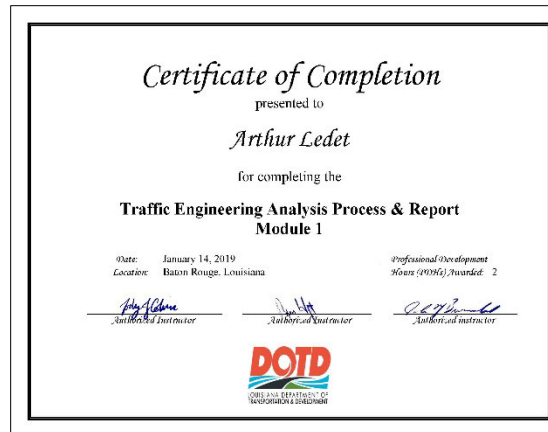 Certificate of Completion
presented to
Arthur Ledet
for completing the
Traffic Engineering Analysis Process & Report
Module 1
Date: January 14, 2019
Location: Baton Rouge, Louisiana
Professional Development
Hours (PDHs) Awarded: 2
Authorized Instructor
Authorized Instructor
Authorized instructor
DOTD
LOUISIANA DEPARTMENT OF
TRANSPORTATION & DEVELOPMENT